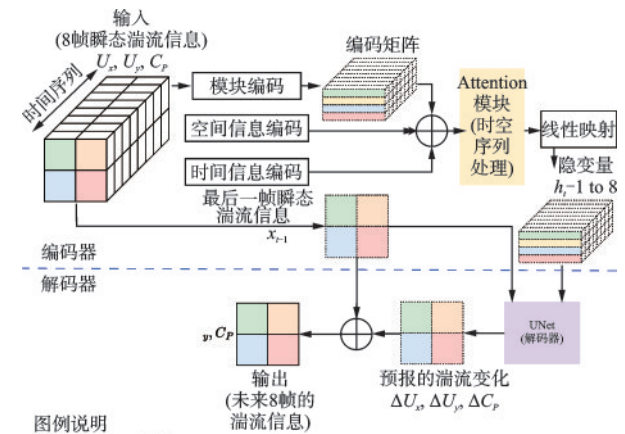 输入
(8帧瞬态湍流信息)
Ux, Uy, CP
时间序列
模块编码
空间信息编码
时间信息编码
编码矩阵
Attention
模块
(时空
序列
处理)
线性映射
隐变量
ht−1 to 8
最后一帧瞬态
湍流信息
xt−1
编码器
解码器
UNet
(解码器)
预报的湍流变化
ΔUx, ΔUy, ΔCP
y, CP
输出
(未来8帧的
湍流信息)
图例说明